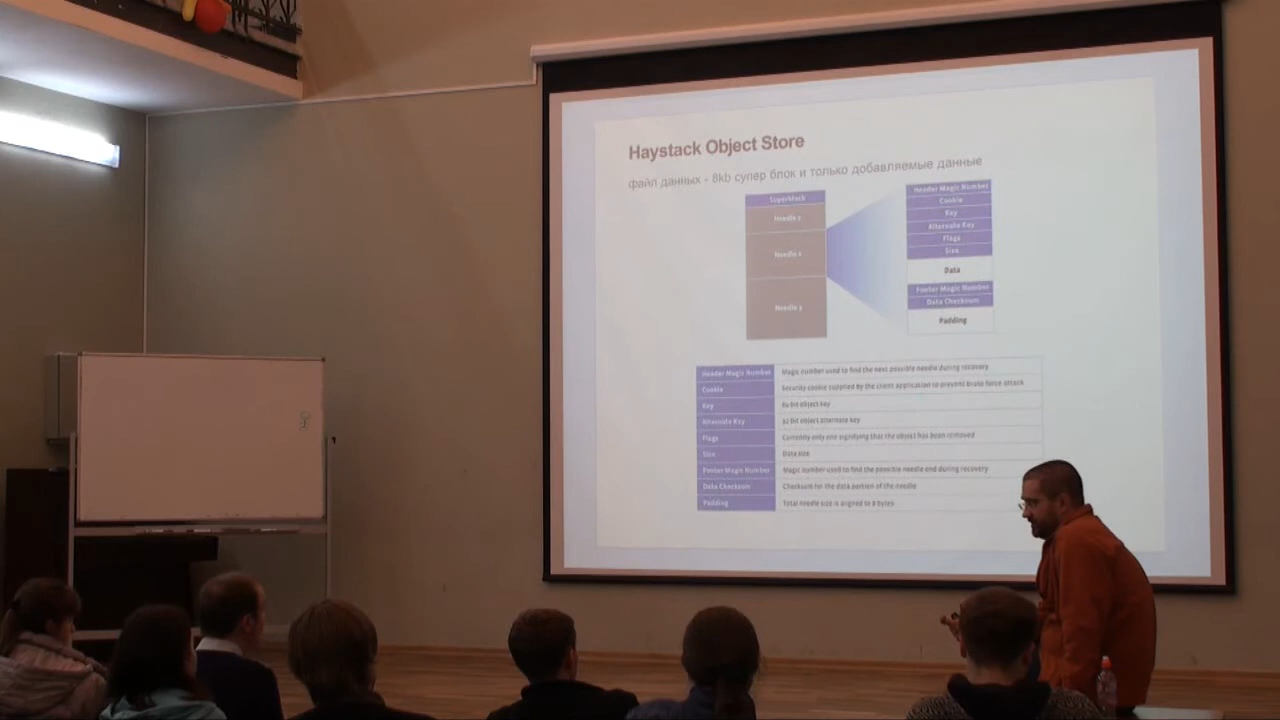 Haystack Object Store
файл данных - 8kb супер блок и только добавляемые данные
Superblock
Needle 1
Needle 2
Needle 3
Header Magic Number
Cookie
Key
Alternate Key
Flags
Size
Data
Footer Magic Number
Data Checksum
Padding
Header Magic Number Magic number used to find the next possible needle during recovery
Cookie Security cookie supplied by the client application to prevent brute force attack
Key 64-bit object key
Alternate Key 32-bit object alternate key
Flags Currently only one signifying that the object has been removed
Size Data size
Footer Magic Number Magic number used to find the possible needle end during recovery
Data Checksum Checksum for the data portion of the needle
Padding Total needle size is aligned to 8 bytes